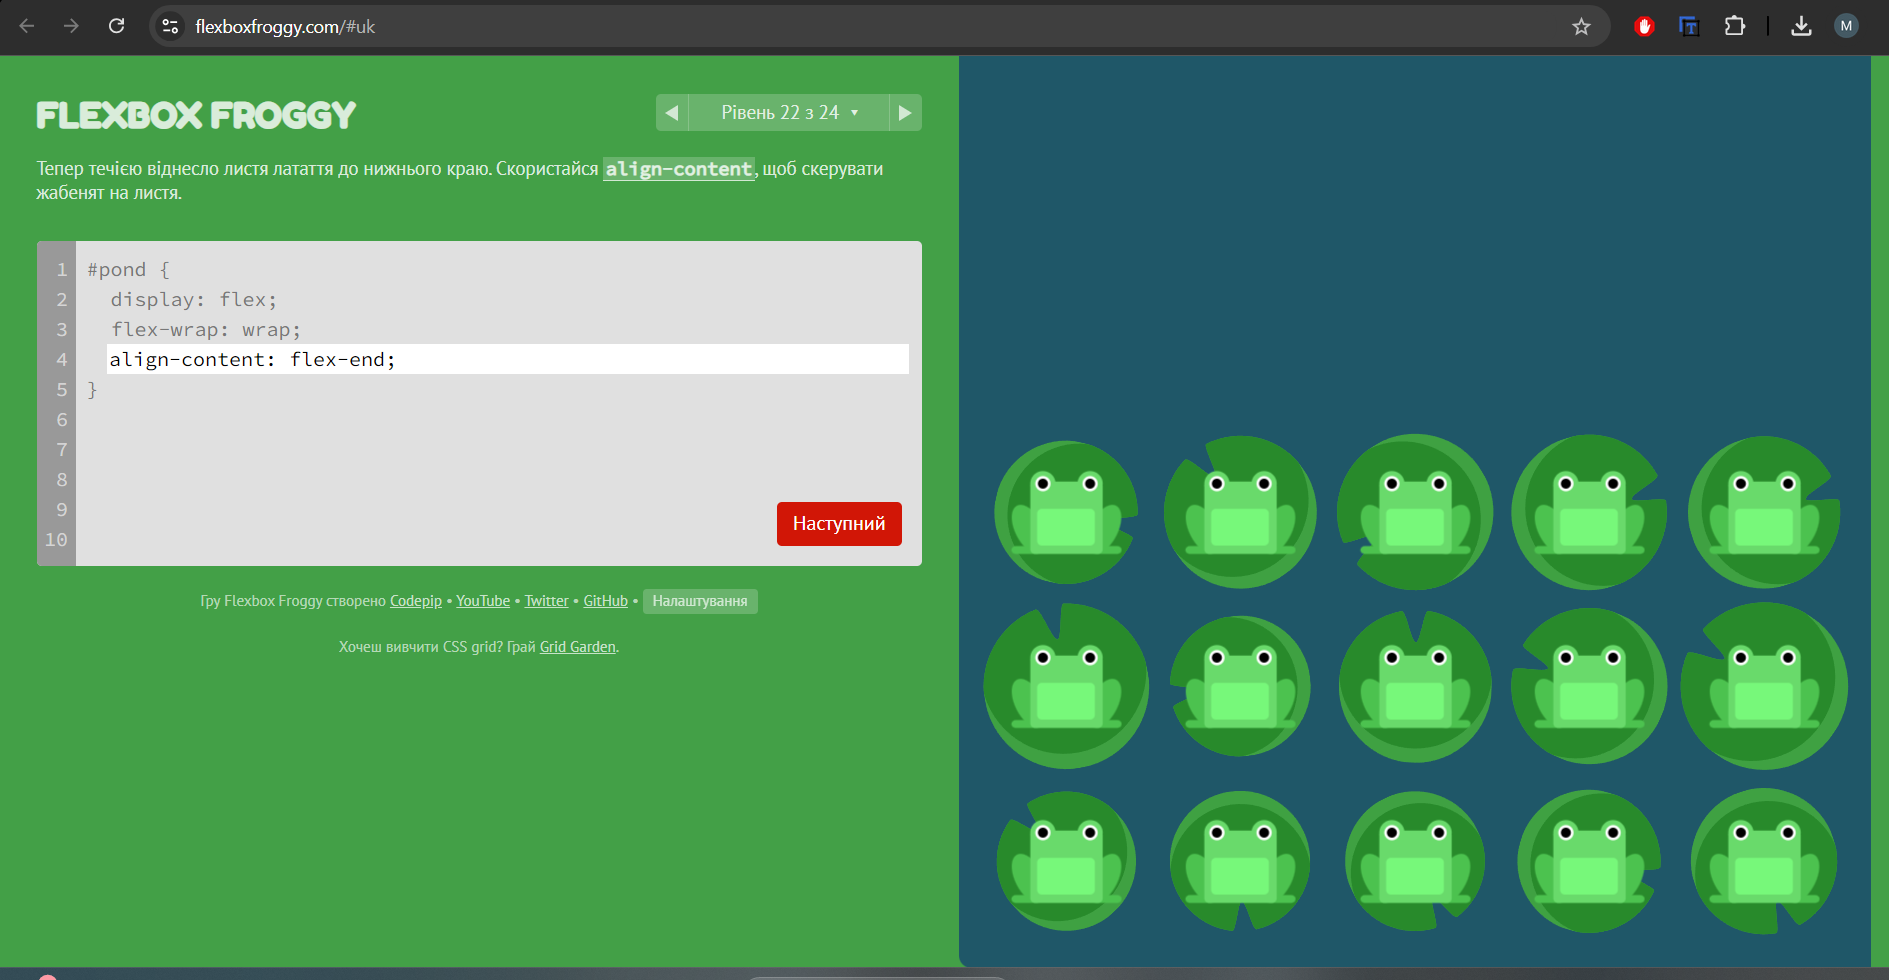 flexboxfroggy.com/#uk
M
FLEXBOX FROGGY
Рівень 22 з 24
Тепер течією віднесло листя латаття до нижнього краю. Скористайся align-content, щоб скерувати
жабенят на листя.
1 #pond {
2 display: flex;
3 flex-wrap: wrap;
4 align-content: flex-end;
5 }
6
7
8
9
10
Наступний
Гру Flexbox Froggy створено Codepip • YouTube • Twitter • GitHub • Налаштування
Хочеш вивчити CSS grid? Грай Grid Garden.